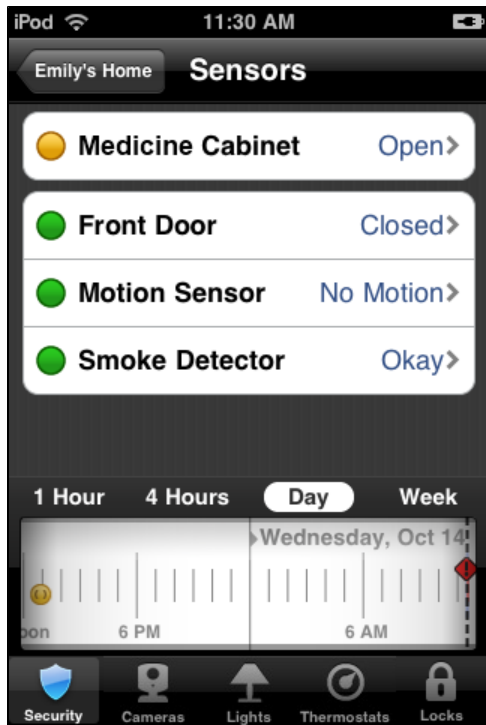 iPod 11:30 AM
Emily's Home Sensors
Medicine Cabinet Open
Front Door Closed
Motion Sensor No Motion
Smoke Detector Okay
1 Hour 4 Hours Day Week
Wednesday, Oct 14
oon 6 PM 6 AM
Security Cameras Lights Thermostats Locks